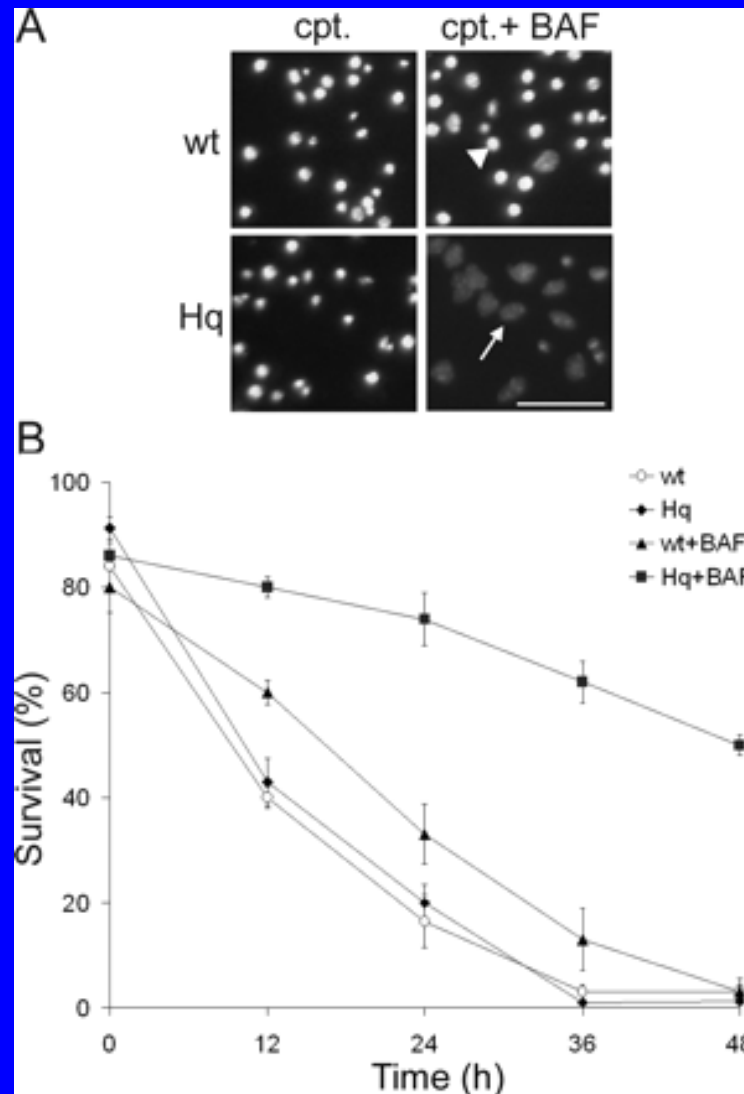 A
cpt. cpt.+ BAF
wt
Hq
B
100
80
60
40
20
0
Survival (%)
wt
Hq
wt+BAF
Hq+BAF
0 12 24 36 48
Time (h)